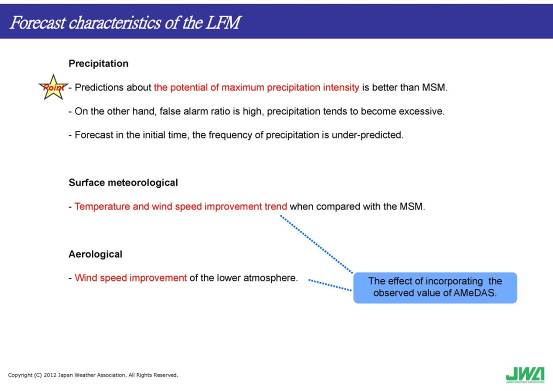 Forecast characteristics of the LFM
Precipitation
Point
- Predictions about the potential of maximum precipitation intensity is better than MSM.
- On the other hand, false alarm ratio is high, precipitation tends to become excessive.
- Forecast in the initial time, the frequency of precipitation is under-predicted.
Surface meteorological
- Temperature and wind speed improvement trend when compared with the MSM.
Aerological
- Wind speed improvement of the lower atmosphere.
The effect of incorporating the
observed value of AMeDAS.
Copyright (C) 2012 Japan Weather Association. All Rights Reserved.
JWA